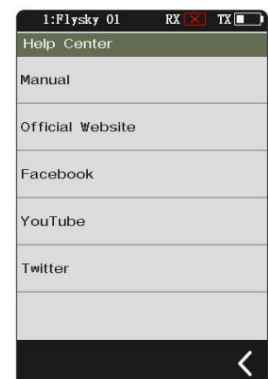 1:Flysky 01 RX TX
Help Center
Manual
Official Website
Facebook
YouTube
Twitter